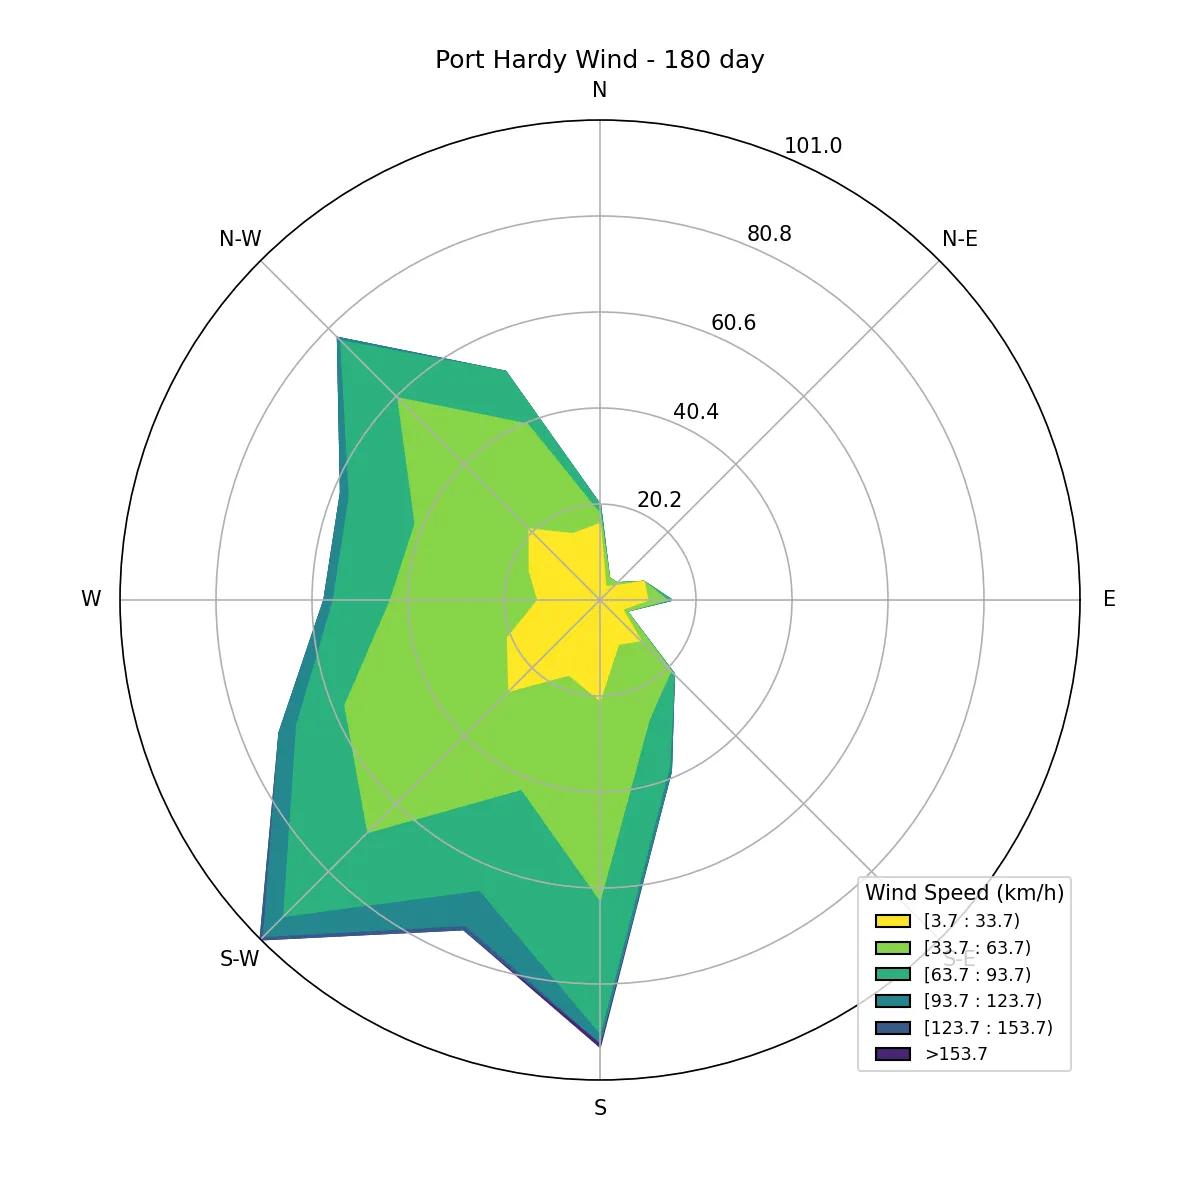 Port Hardy Wind - 180 day
N
101.0
N-W
80.8
N-E
60.6
40.4
20.2
W
E
S-W
S-E
S
Wind Speed (km/h)
[3.7 : 33.7)
[33.7 : 63.7)
[63.7 : 93.7)
[93.7 : 123.7)
[123.7 : 153.7)
>153.7